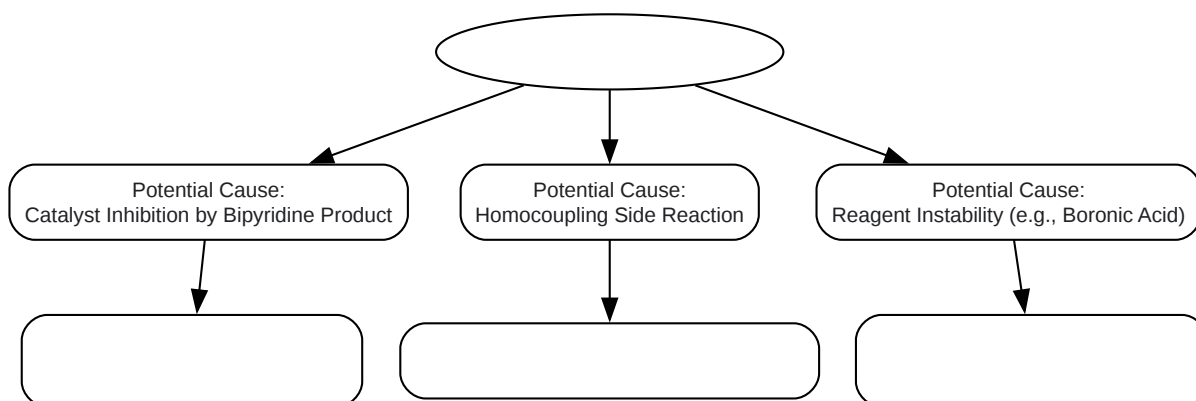 Potential Cause:
Catalyst Inhibition by Bipyridine Product
Potential Cause:
Homocoupling Side Reaction
Potential Cause:
Reagent Instability (e.g., Boronic Acid)